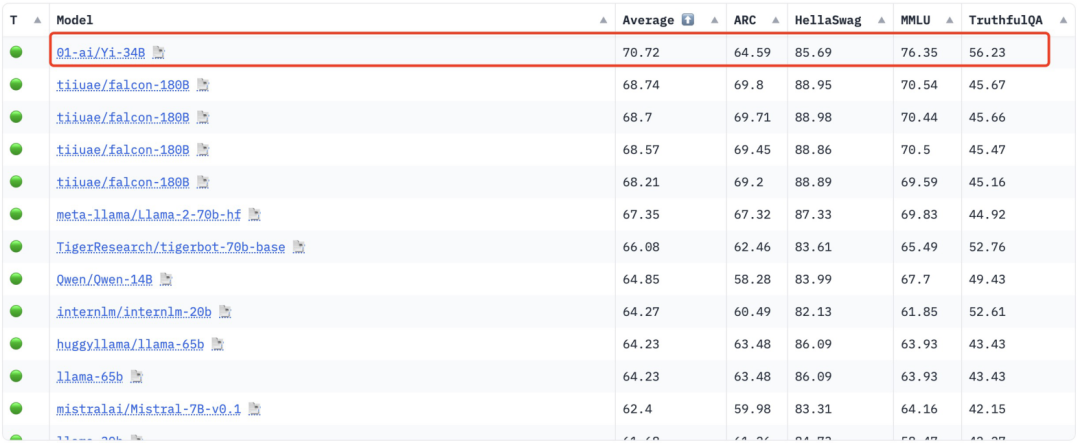 T Model Average ARC HellaSwag MMLU TruthfulQA
01-ai/Yi-34B 70.72 64.59 85.69 76.35 56.23
tiiuae/falcon-180B 68.74 69.8 88.95 70.54 45.67
tiiuae/falcon-180B 68.7 69.71 88.98 70.44 45.66
tiiuae/falcon-180B 68.57 69.45 88.86 70.5 45.47
tiiuae/falcon-180B 68.21 69.2 88.89 69.59 45.16
meta-llama/Llama-2-70b-hf 67.35 67.32 87.33 69.83 44.92
TigerResearch/tigerbot-70b-base 66.08 62.46 83.61 65.49 52.76
Qwen/Qwen-14B 64.85 58.28 83.99 67.7 49.43
internlm/internlm-20b 64.27 60.49 82.13 61.85 52.61
huggyllama/llama-65b 64.23 63.48 86.09 63.93 43.43
llama-65b 64.23 63.48 86.09 63.93 43.43
mistralai/Mistral-7B-v0.1 62.4 59.98 83.31 64.16 42.15